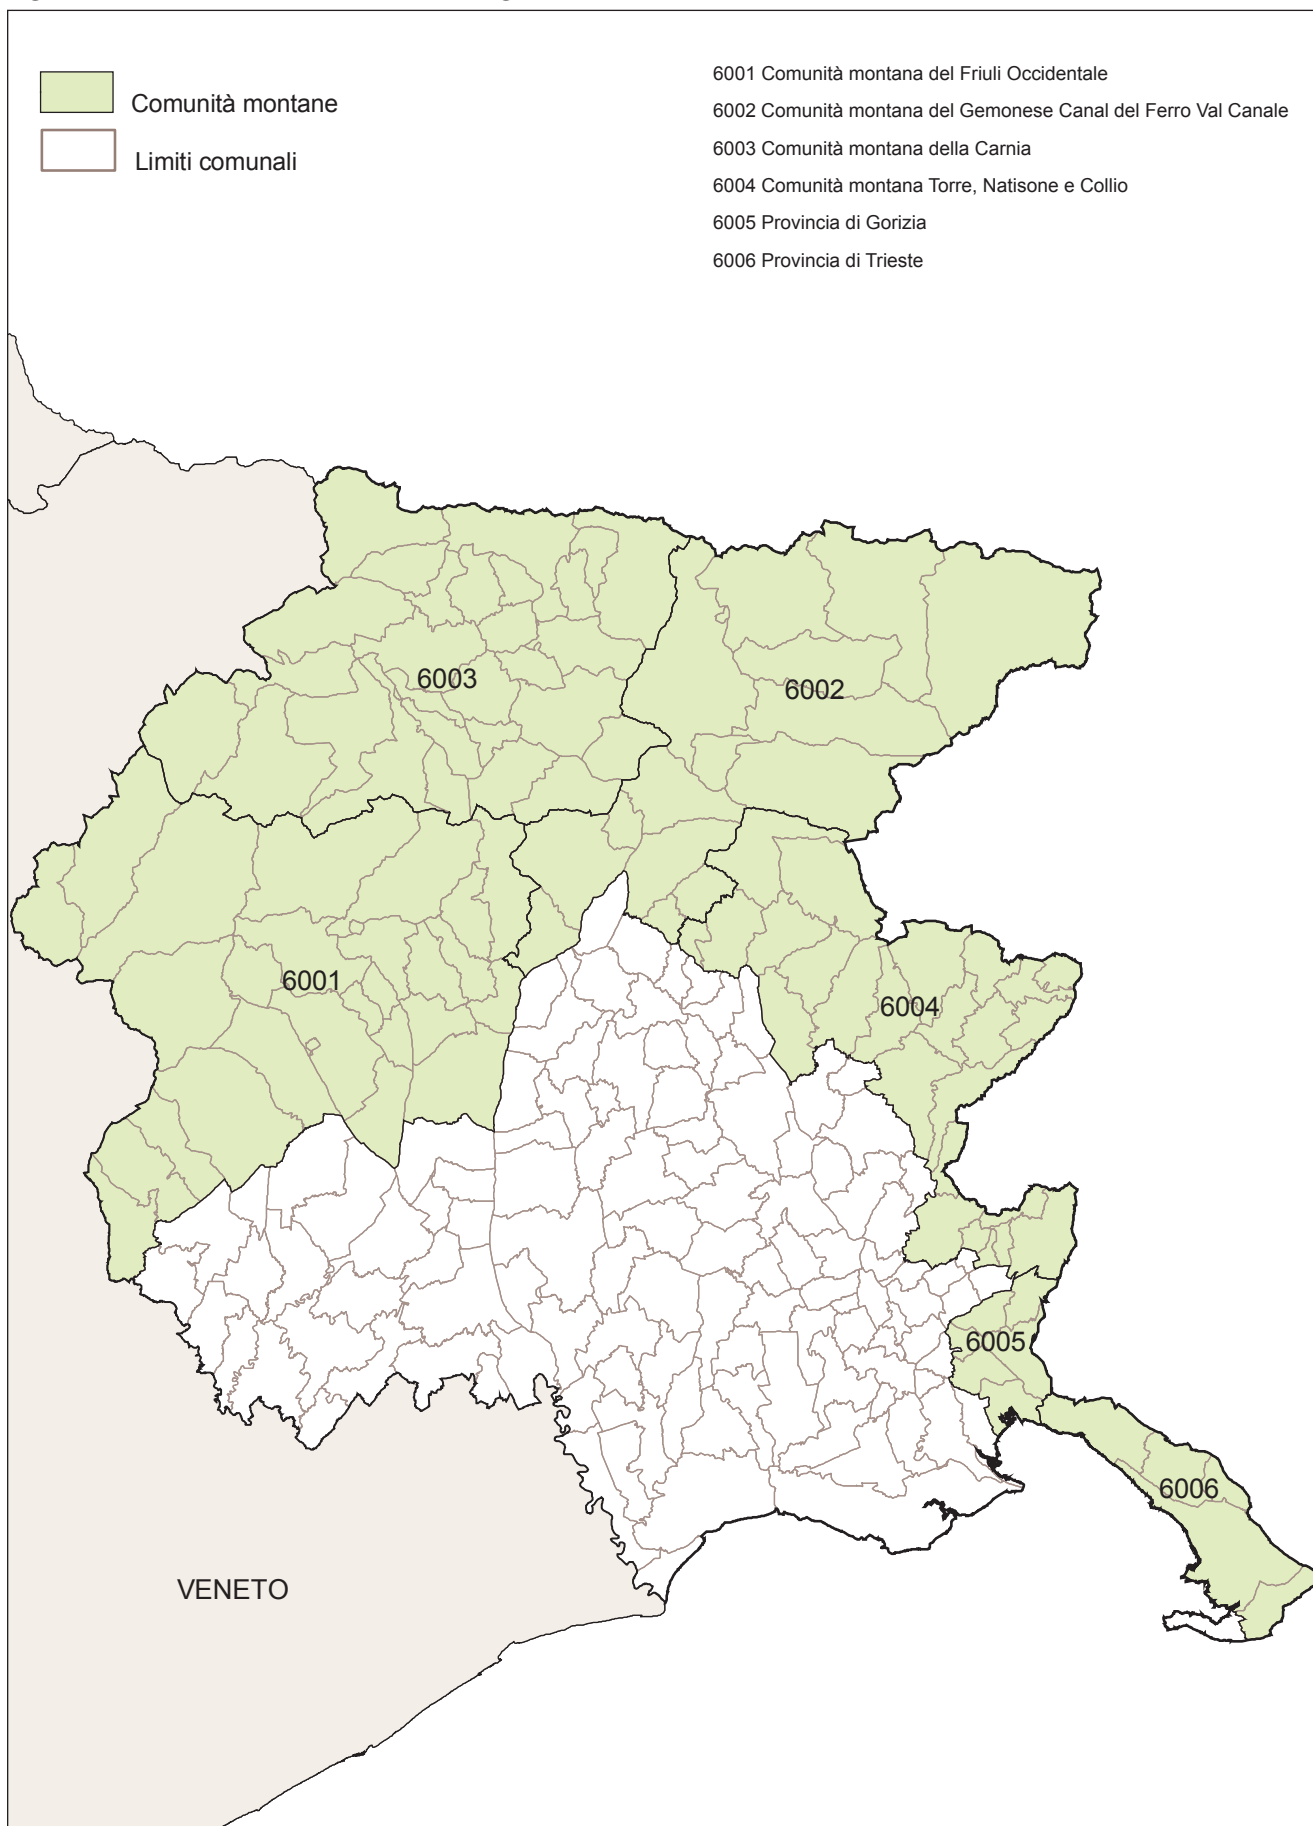 Comunità montane
Limiti comunali
6001 Comunità montana del Friuli Occidentale
6002 Comunità montana del Gemonese Canal del Ferro Val Canale
6003 Comunità montana della Carnia
6004 Comunità montana Torre, Natisone e Collio
6005 Provincia di Gorizia
6006 Provincia di Trieste
6003
6002
6001
6004
6005
6006
VENETO